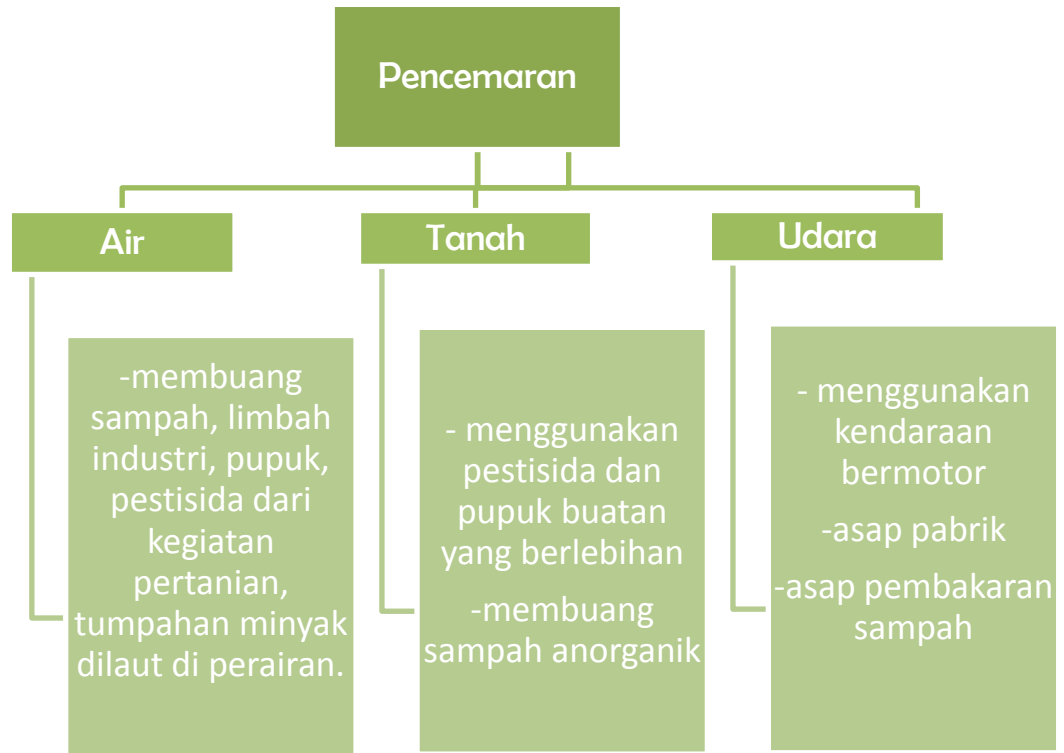 Pencemaran
Air
Tanah
Udara
-membuang
sampah, limbah
industri, pupuk,
pestisida dari
kegiatan
pertanian,
tumpahan minyak
dilaut di perairan.
- menggunakan
pestisida dan
pupuk buatan
yang berlebihan
-membuang
sampah anorganik
- menggunakan
kendaraan
bermotor
-asap pabrik
-asap pembakaran
sampah